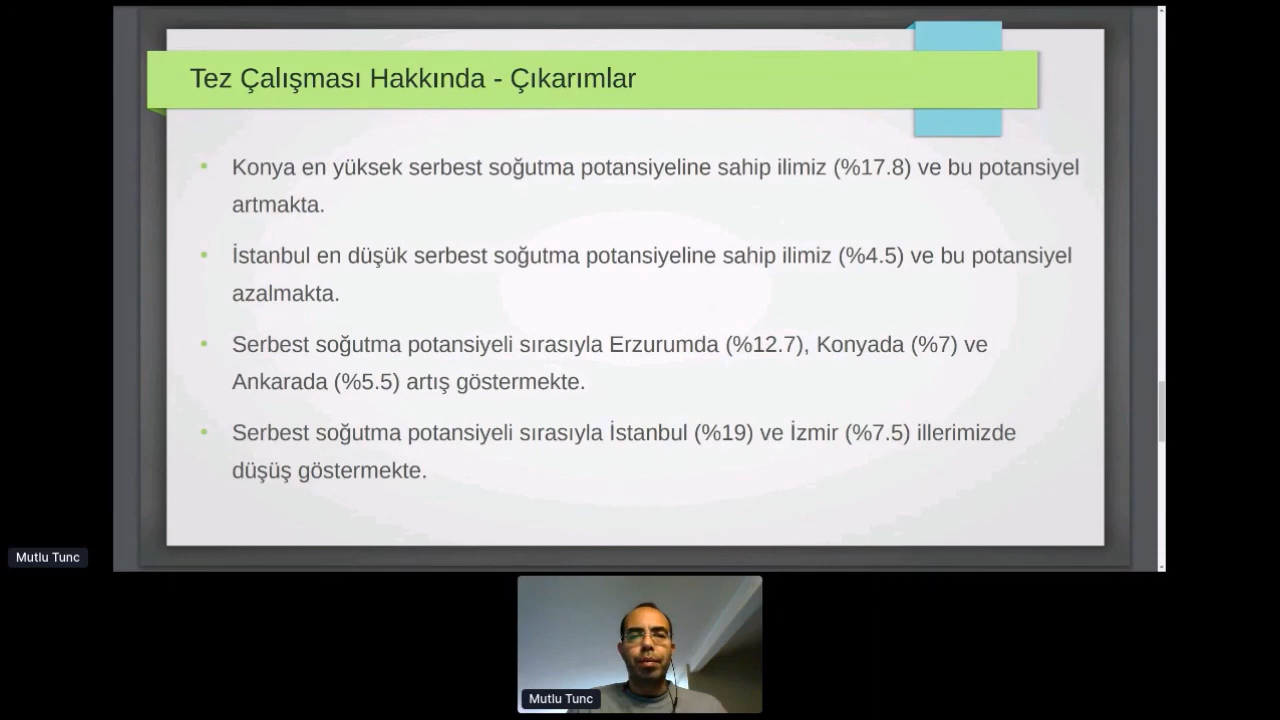 Tez Çalışması Hakkında - Çıkarımlar
• Konya en yüksek serbest soğutma potansiyeline sahip ilimiz (%17.8) ve bu potansiyel
artmakta.
• İstanbul en düşük serbest soğutma potansiyeline sahip ilimiz (%4.5) ve bu potansiyel
azalmakta.
• Serbest soğutma potansiyeli sırasıyla Erzurumda (%12.7), Konyada (%7) ve
Ankarada (%5.5) artış göstermekte.
• Serbest soğutma potansiyeli sırasıyla İstanbul (%19) ve İzmir (%7.5) illerimizde
düşüş göstermekte.
Mutlu Tunc
Mutlu Tunc